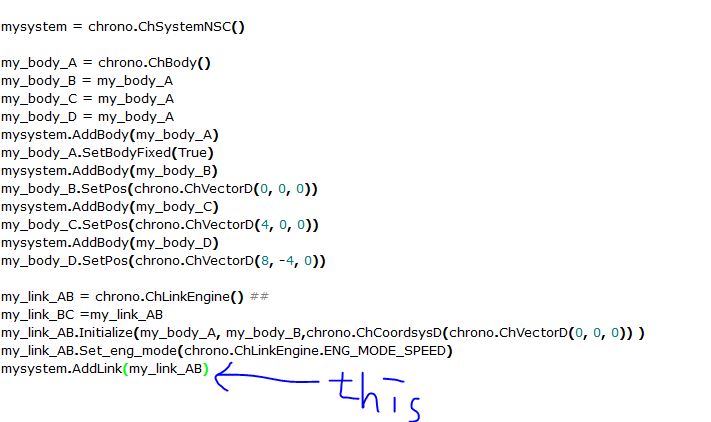 mysystem = chrono.ChSystemNSC()
my_body_A = chrono.ChBody()
my_body_B = my_body_A
my_body_C = my_body_A
my_body_D = my_body_A
mysystem.AddBody(my_body_A)
my_body_A.SetBodyFixed(True)
mysystem.AddBody(my_body_B)
my_body_B.SetPos(chrono.ChVectorD(0, 0, 0))
mysystem.AddBody(my_body_C)
my_body_C.SetPos(chrono.ChVectorD(4, 0, 0))
mysystem.AddBody(my_body_D)
my_body_D.SetPos(chrono.ChVectorD(8, -4, 0))
my_link_AB = chrono.ChLinkEngine() ##
my_link_BC =my_link_AB
my_link_AB.Initialize(my_body_A, my_body_B,chrono.ChCoordsysD(chrono.ChVectorD(0, 0, 0)) )
my_link_AB.Set_eng_mode(chrono.ChLinkEngine.ENG_MODE_SPEED)
mysystem.AddLink(my_link_AB)
this